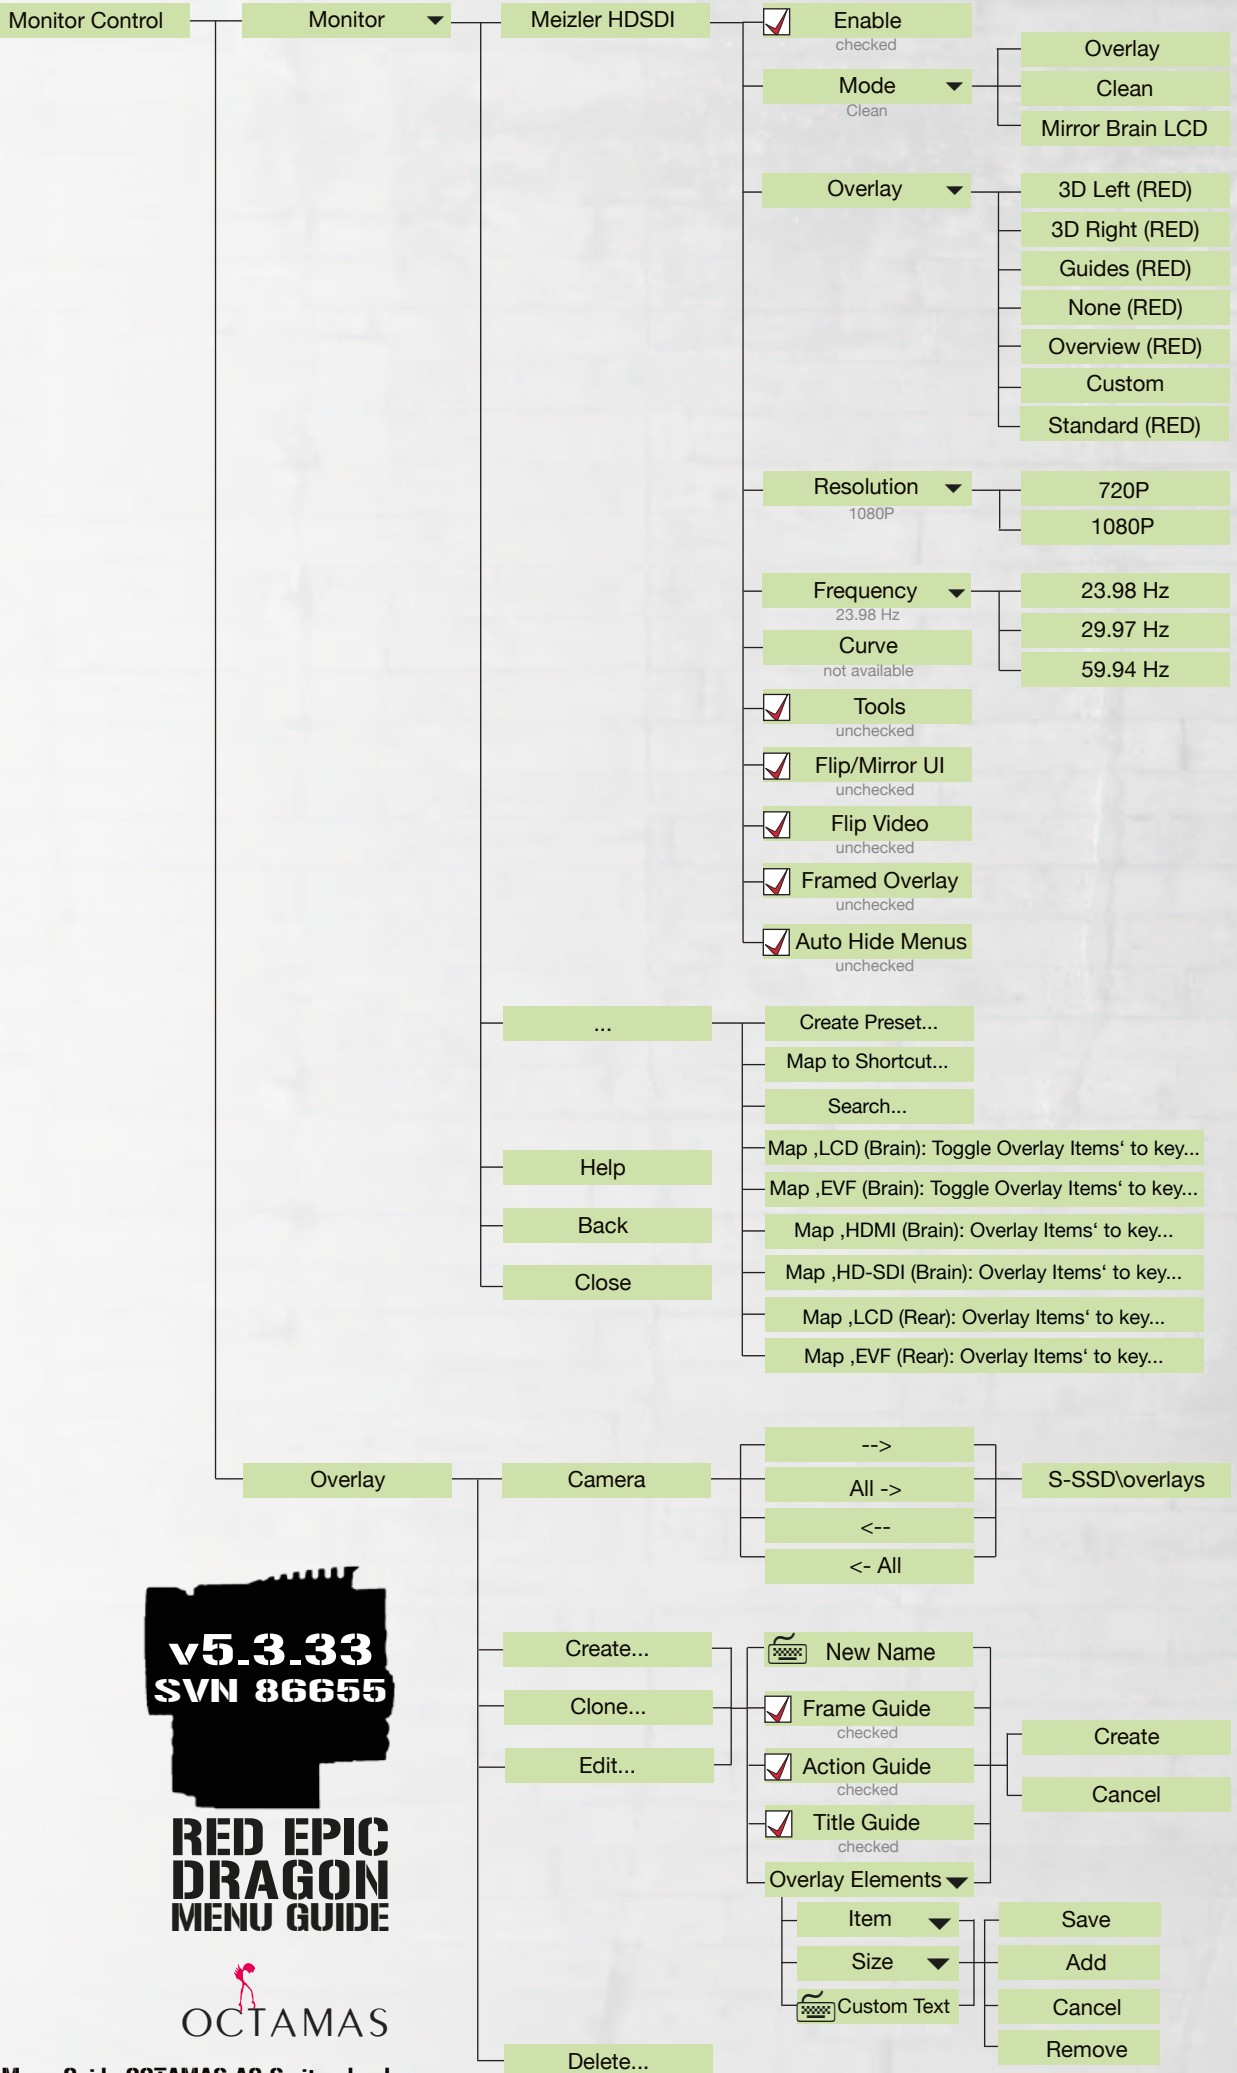 Monitor Control
Monitor
Meizler HDSDI
Enable
checked
Mode
Clean
Overlay
Clean
Mirror Brain LCD
Overlay
3D Left (RED)
3D Right (RED)
Guides (RED)
None (RED)
Overview (RED)
Custom
Standard (RED)
Resolution
1080P
720P
1080P
Frequency
23.98 Hz
23.98 Hz
29.97 Hz
59.94 Hz
Curve
not available
Tools
unchecked
Flip/Mirror UI
unchecked
Flip Video
unchecked
Framed Overlay
unchecked
Auto Hide Menus
unchecked
...
Create Preset...
Map to Shortcut...
Search...
Map ‚LCD (Brain): Toggle Overlay Items‘ to key...
Map ‚EVF (Brain): Toggle Overlay Items‘ to key...
Map ‚HDMI (Brain): Overlay Items‘ to key...
Map ‚HD-SDI (Brain): Overlay Items‘ to key...
Map ‚LCD (Rear): Overlay Items‘ to key...
Map ‚EVF (Rear): Overlay Items‘ to key...
Help
Back
Close
Overlay
Camera
-->
All ->
<--
<- All
S-SSD\overlays
Create...
Clone...
Edit...
New Name
Frame Guide
checked
Action Guide
checked
Title Guide
checked
Overlay Elements
Create
Cancel
Item
Size
Custom Text
Save
Add
Cancel
Remove
Delete...
v5.3.33
SVN 86655
RED EPIC
DRAGON
MENU GUIDE
OCTAMAS
Menu Guide OCTAMAS AG Switzerland